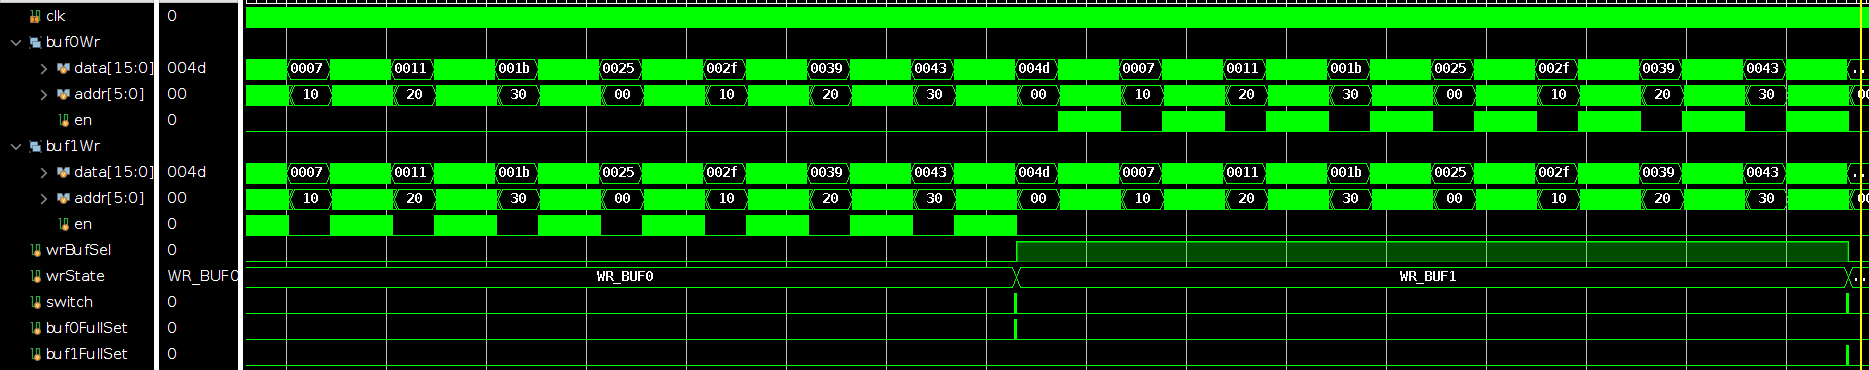 clk 0
buf0Wr
data[15:0] 004d 0007 0011 001b 0025 002f 0039 0043 004d 0007 0011 001b 0025 002f 0039 0043 ..
addr[5:0] 00 10 20 30 00 10 20 30 00 10 20 30 00 10 20 30 00
en 0
buf1Wr
data[15:0] 004d 0007 0011 001b 0025 002f 0039 0043 004d 0007 0011 001b 0025 002f 0039 0043 ..
addr[5:0] 00 10 20 30 00 10 20 30 00 10 20 30 00 10 20 30 00
en 0
wrBufSel 0
wrState WR_BUF0 WR_BUF0 WR_BUF1 ..
switch 0
buf0FullSet 0
buf1FullSet 0